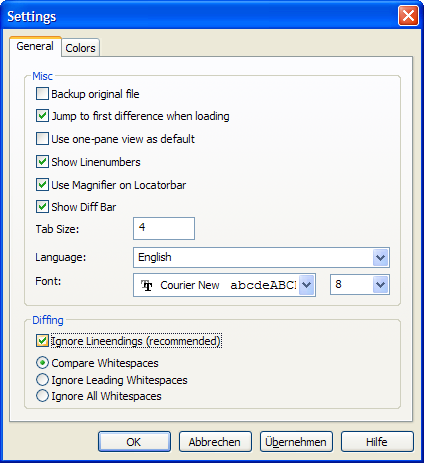 Settings
General Colors
Misc
Backup original file
Jump to first difference when loading
Use one-pane view as default
Show Linenumbers
Use Magnifier on Locatorbar
Show Diff Bar
Tab Size: 4
Language: English
Font: Courier New abcdeABC 8
Diffing
Ignore Lineendings (recommended)
Compare Whitespaces
Ignore Leading Whitespaces
Ignore All Whitespaces
OK Abbrechen Übernehmen Hilfe